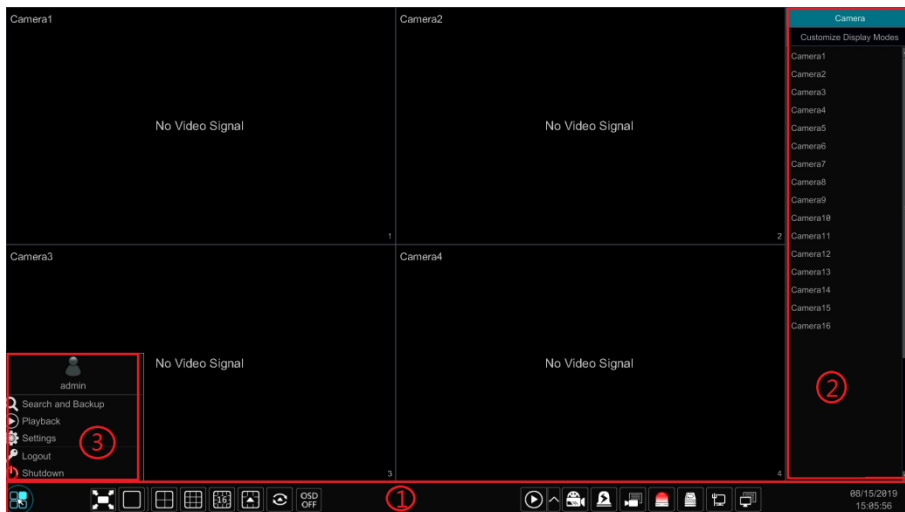 Camera1
Camera2
No Video Signal
No Video Signal
1
2
Camera3
Camera4
No Video Signal
No Video Signal
3
4
Camera
Customize Display Modes
Camera1
Camera2
Camera3
Camera4
Camera5
Camera6
Camera7
Camera8
Camera9
Camera10
Camera11
Camera12
Camera13
Camera14
Camera15
Camera16
2
admin
Search and Backup
Playback
Settings
3
Logout
Shutdown
16
OSD
OFF
1
08/15/2019
15:05:56